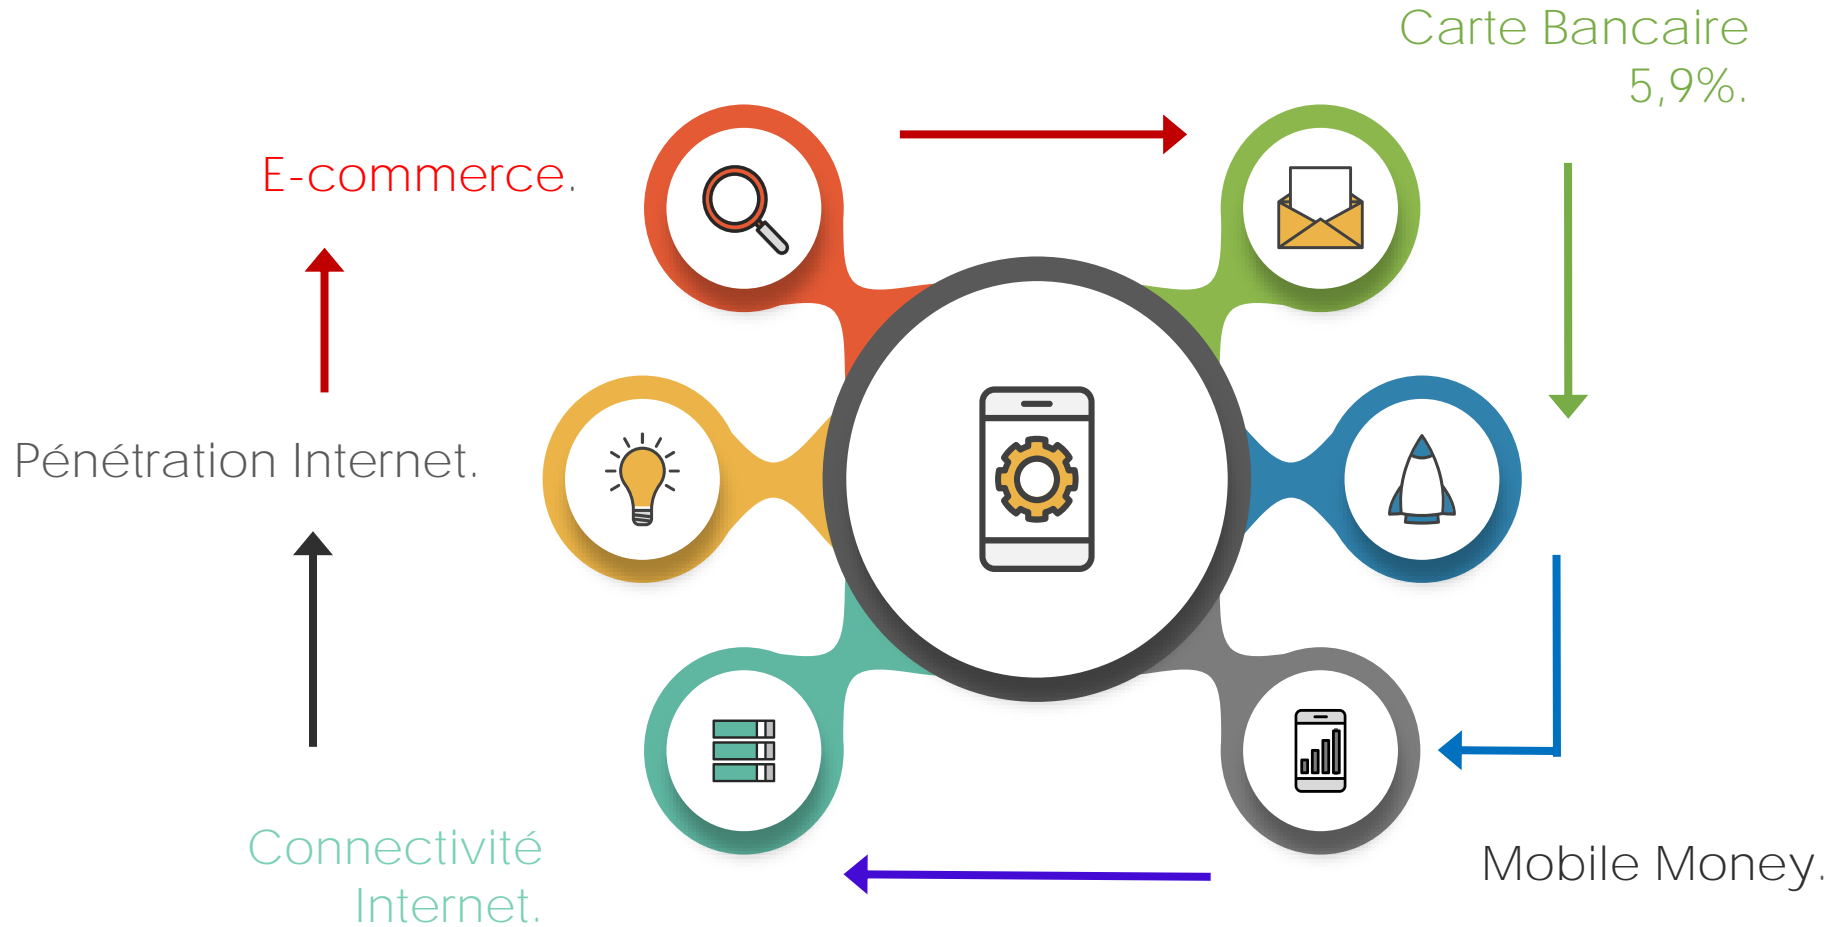 Carte Bancaire
5,9%.
E-commerce.
Pénétration Internet.
Connectivité
Internet.
Mobile Money.